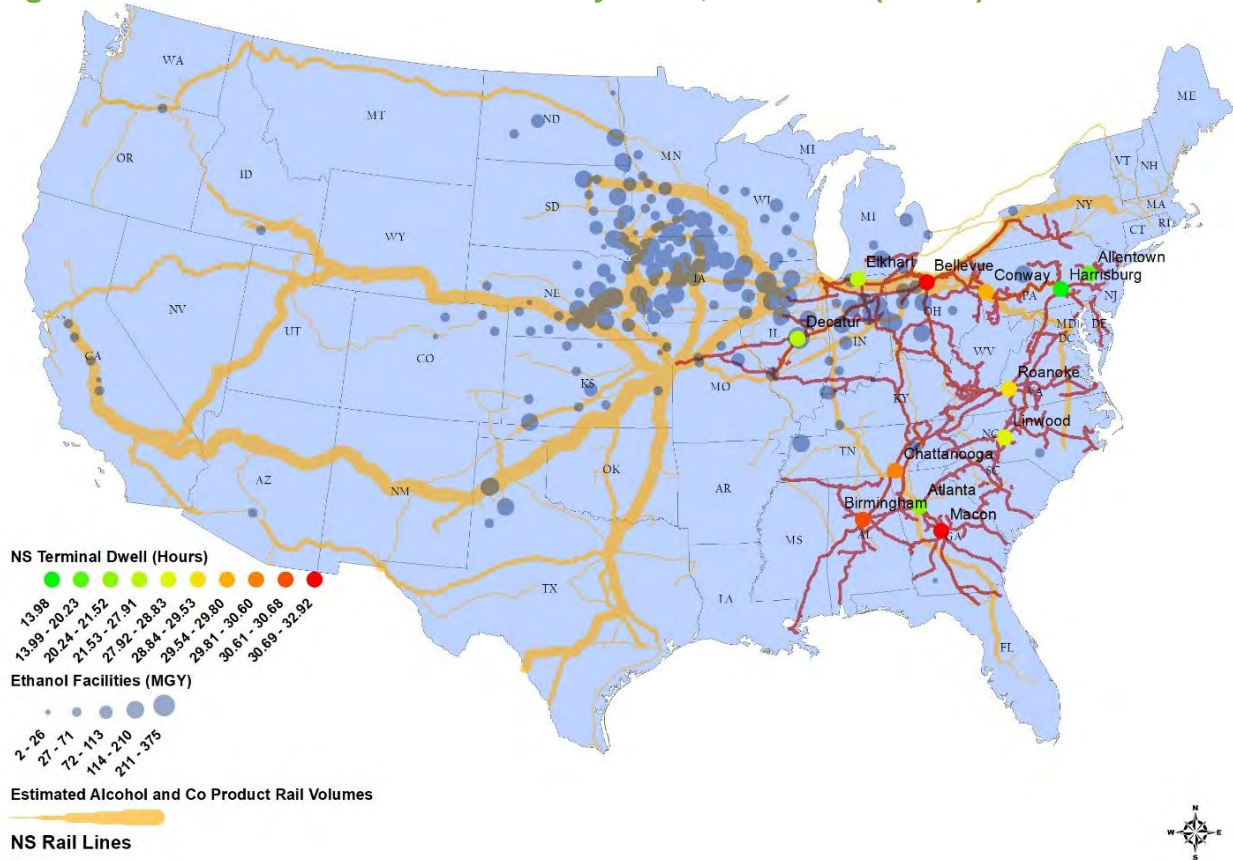 WA
MT
ND
MN
ME
OR
ID
SD
WI
MI
VT
NH
MI
NY
MA
RI
CT
WY
NE
IA
Elkhart
Bellevue
Allentown
Conway
Harrisburg
PA
NJ
NV
UT
CO
Decatur
IL
IN
OH
MD
DE
DC
WV
CA
KS
MO
KY
Roanoke
VA
Linwood
NC
AZ
NM
OK
AR
TN
Chattanooga
SC
Atlanta
Birmingham
Macon
MS
AL
GA
TX
LA
FL
NS Terminal Dwell (Hours)
13.98
13.99 - 20.23
20.24 - 21.52
21.53 - 27.91
27.92 - 28.83
28.84 - 29.53
29.54 - 29.80
29.81 - 30.60
30.61 - 30.68
30.69 - 32.92
Ethanol Facilities (MGY)
2 - 26
27 - 71
72 - 113
114 - 210
211 - 375
Estimated Alcohol and Co Product Rail Volumes
NS Rail Lines
N
W E
S